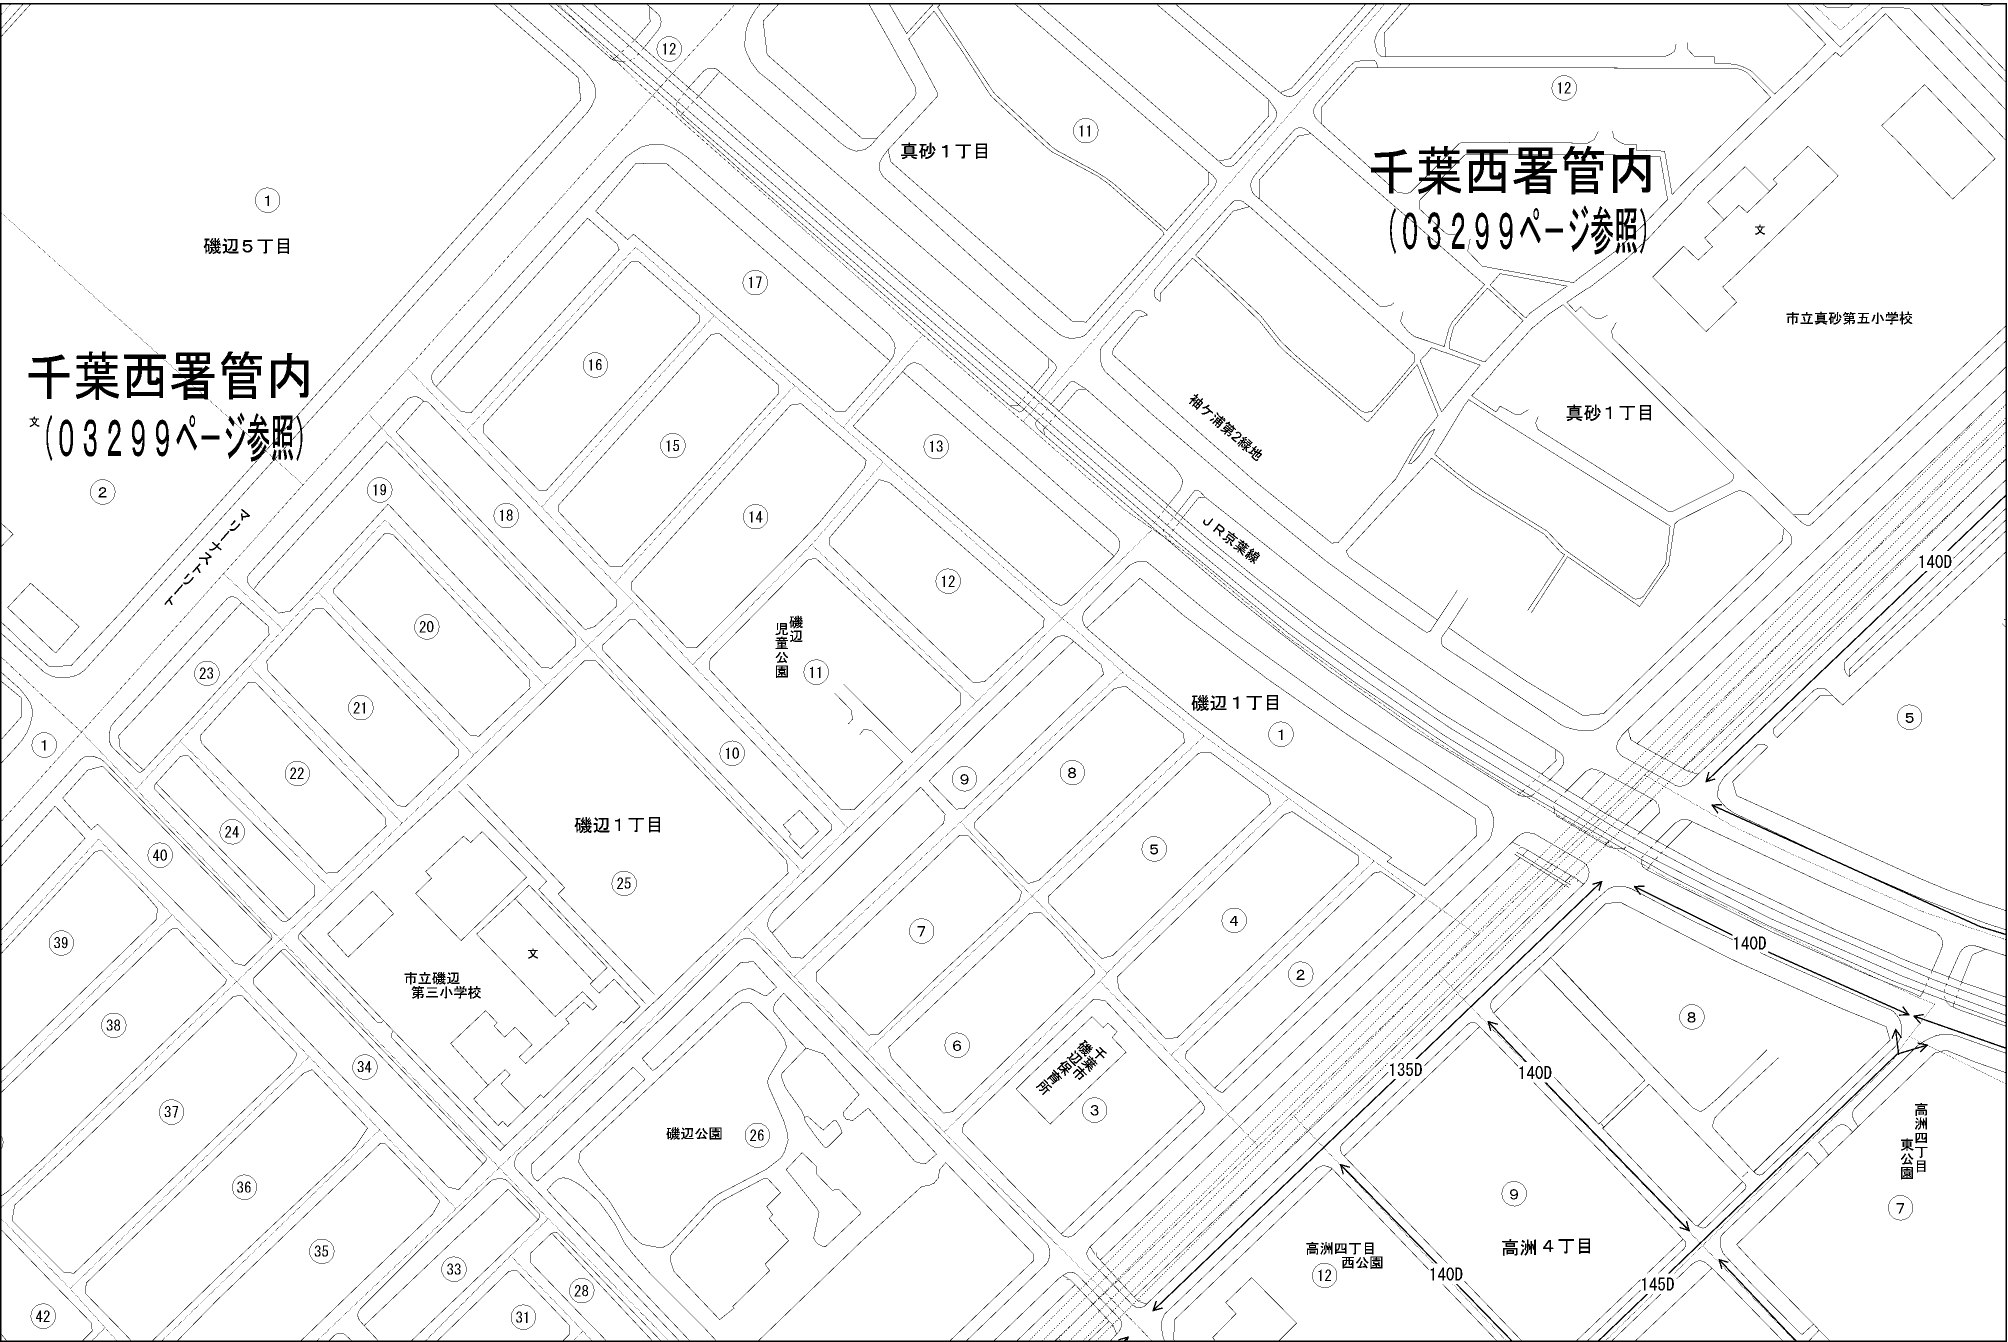 ⑫
⑫
⑪
真砂１丁目
千葉西署管内
(０３２９９ページ参照)
①
磯辺５丁目
文
⑰
市立真砂第五小学校
千葉西署管内
文
(０３２９９ページ参照)
⑯
袖ケ浦第2緑地
真砂１丁目
⑮
⑬
②
⑲
⑱
⑭
マリーナストリート
ＪＲ京葉線
140D
⑫
⑳
磯辺
児童公園
⑪
㉓
㉑
磯辺１丁目
①
⑤
①
㉒
⑩
⑨
⑧
㉔
磯辺１丁目
㊵
⑤
㉕
④
㊴
⑦
140D
文
市立磯辺
第三小学校
②
㊳
⑧
⑥
千葉市
磯辺保育所
㉞
135D
140D
㊲
③
高洲四丁目
東公園
磯辺公園
㉖
㊱
⑨
⑦
㉟
高洲四丁目
西公園
高洲４丁目
㉝
⑫
140D
145D
㉘
㊷
㉛